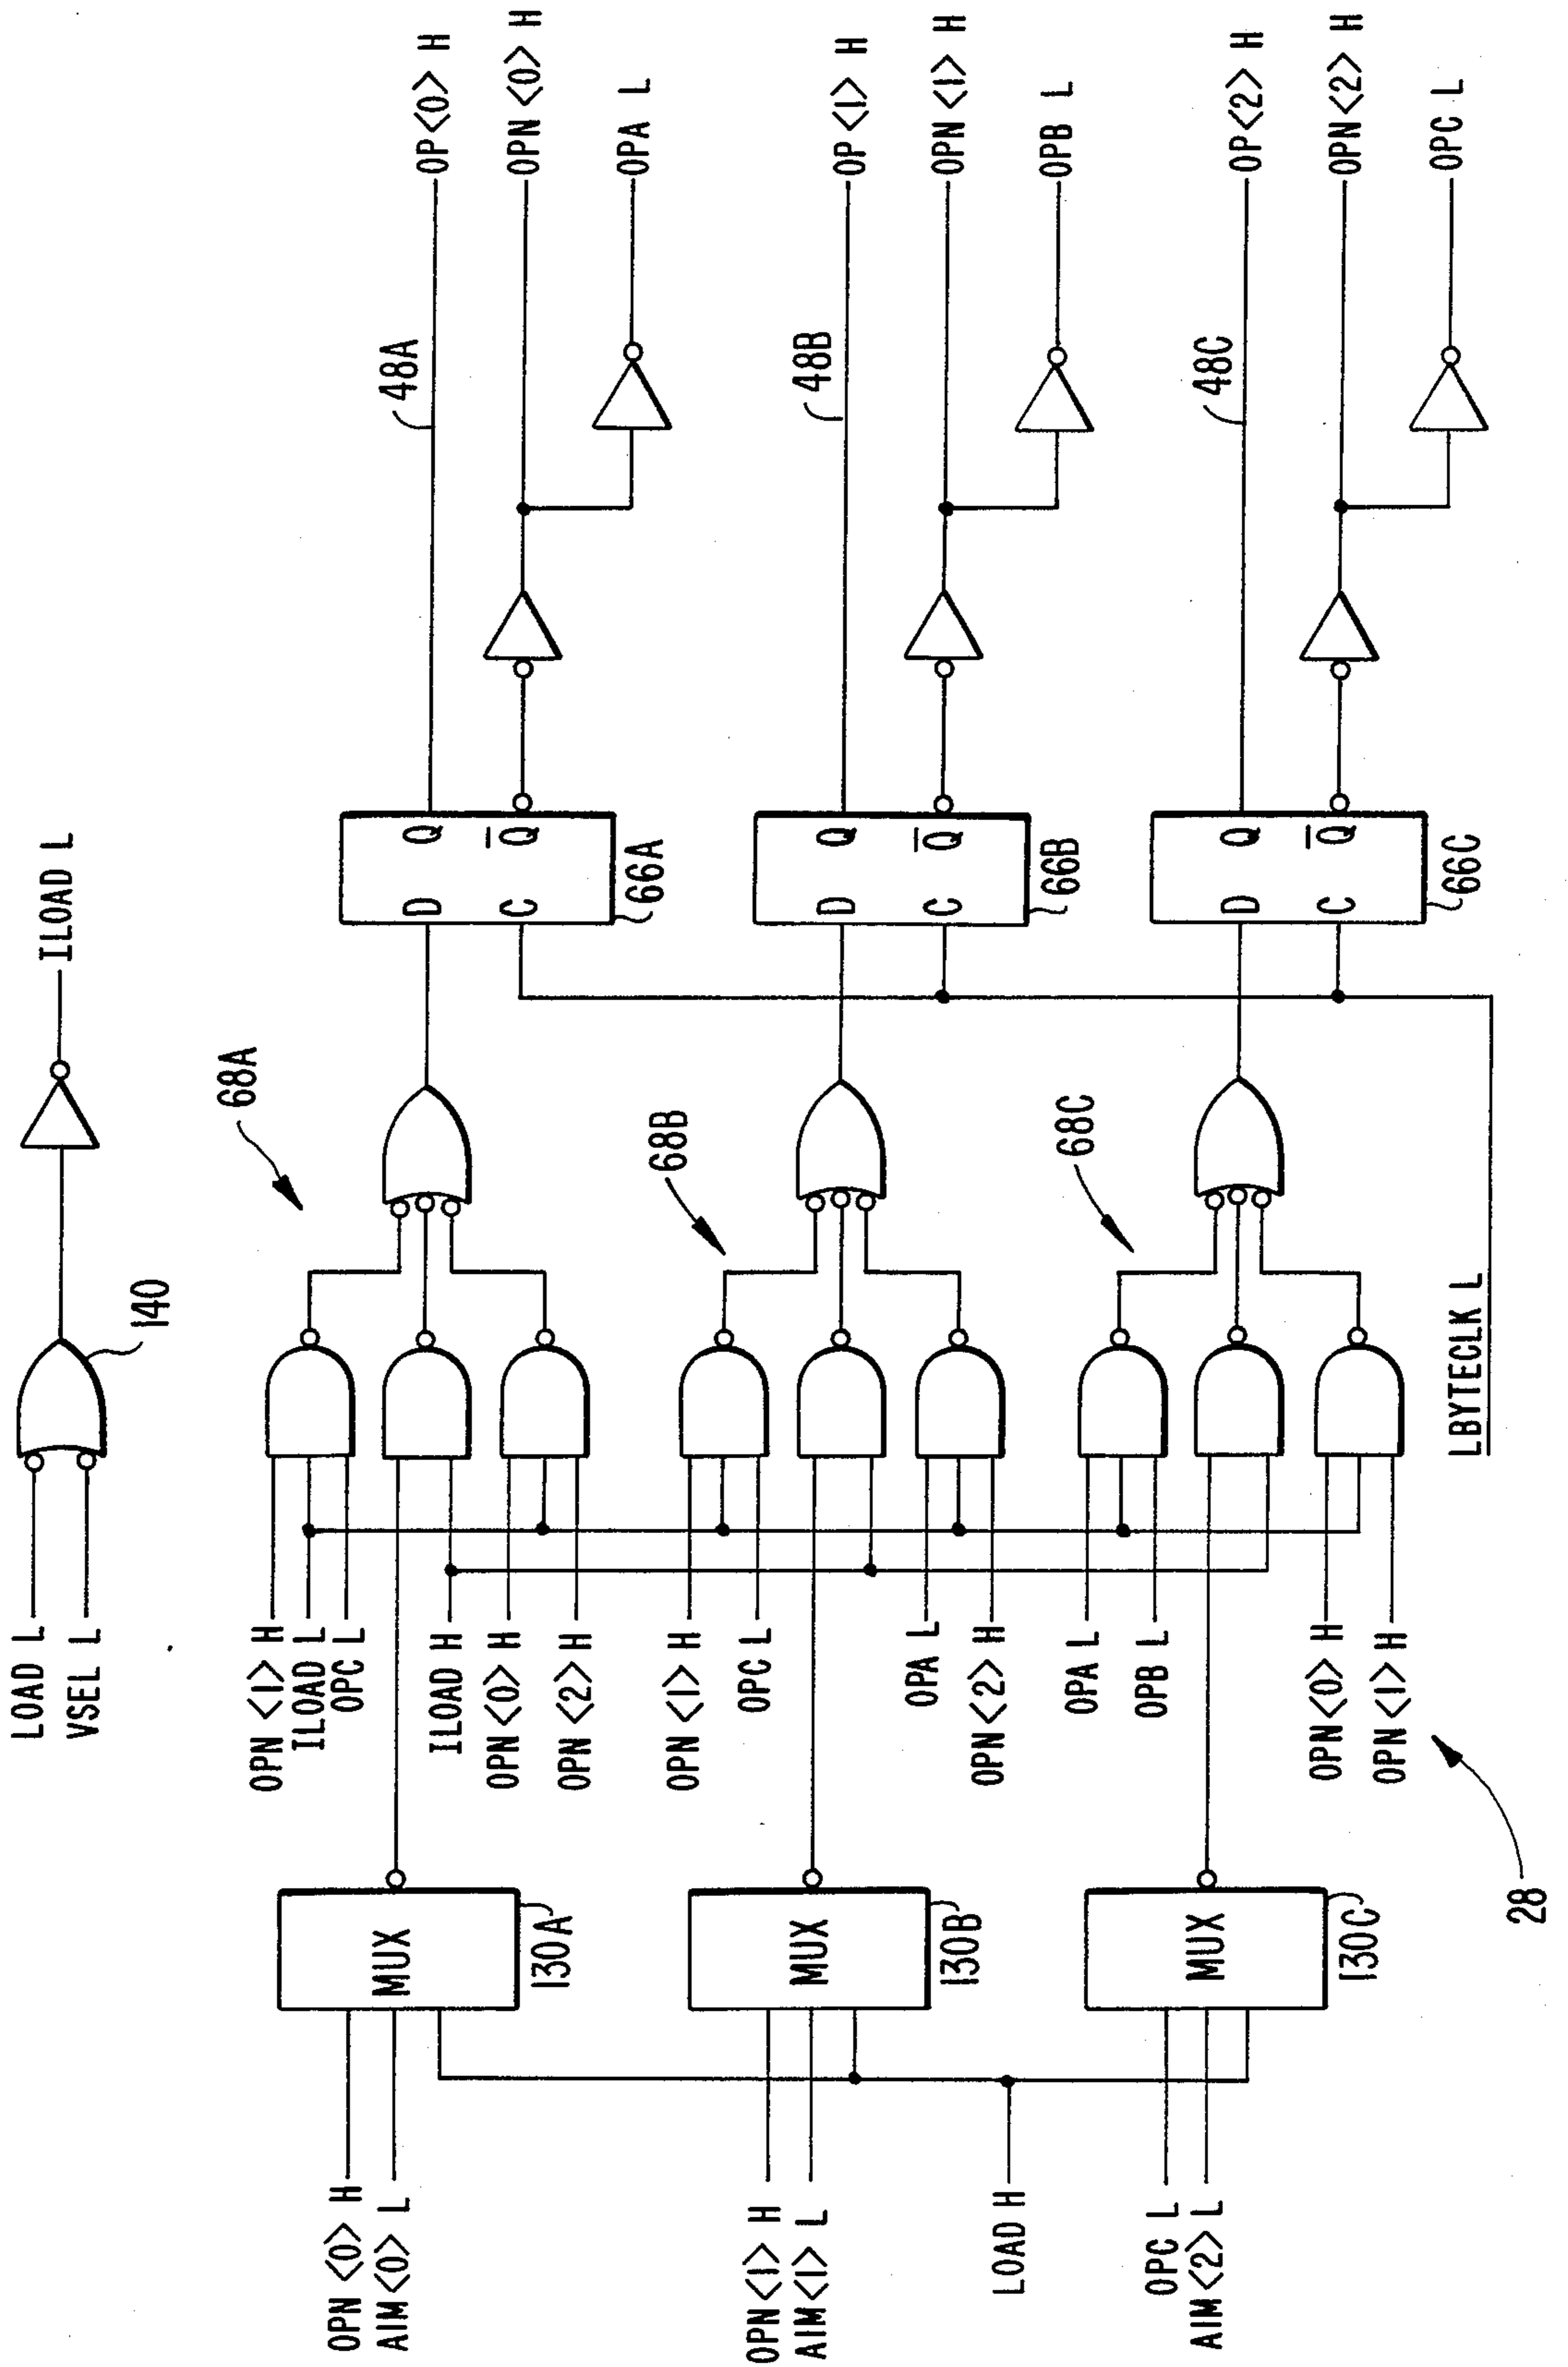 LOAD L
VSEL L
140
ILOAD L
OPN <1> H
ILOAD L
OPC L
ILOAD H
OPN <0> H
OPN <2> H
68A
OPN <0> H
AIM <0> L
MUX
130A
D
Q
C
Q̅
66A
48A
OP<0> H
OPN <0> H
OPA L
OPN <1> H
OPC L
OPA L
OPN <2> H
68B
OPN <1> H
AIM <1> L
MUX
130B
D
Q
C
Q̅
66B
48B
OP <1> H
OPN <1> H
OPB L
LOAD H
OPA L
OPB L
OPN <0> H
OPN <1> H
68C
OPC L
AIM <2> L
MUX
130C
D
Q
C
Q̅
66C
48C
OP<2> H
OPN<2> H
OPC L
LBYTECLK L
28